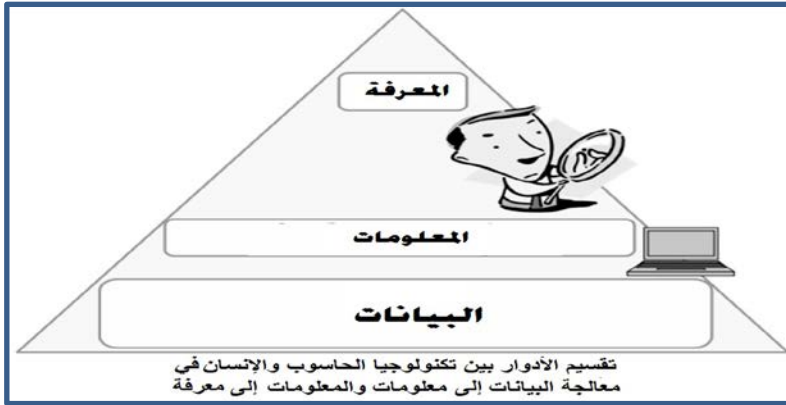 المعرفة
المعلومات
البيانات
تقسيم الأدوار بين تكنولوجيا الحاسوب والإنسان في
معالجة البيانات إلى معلومات والمعلومات إلى معرفة